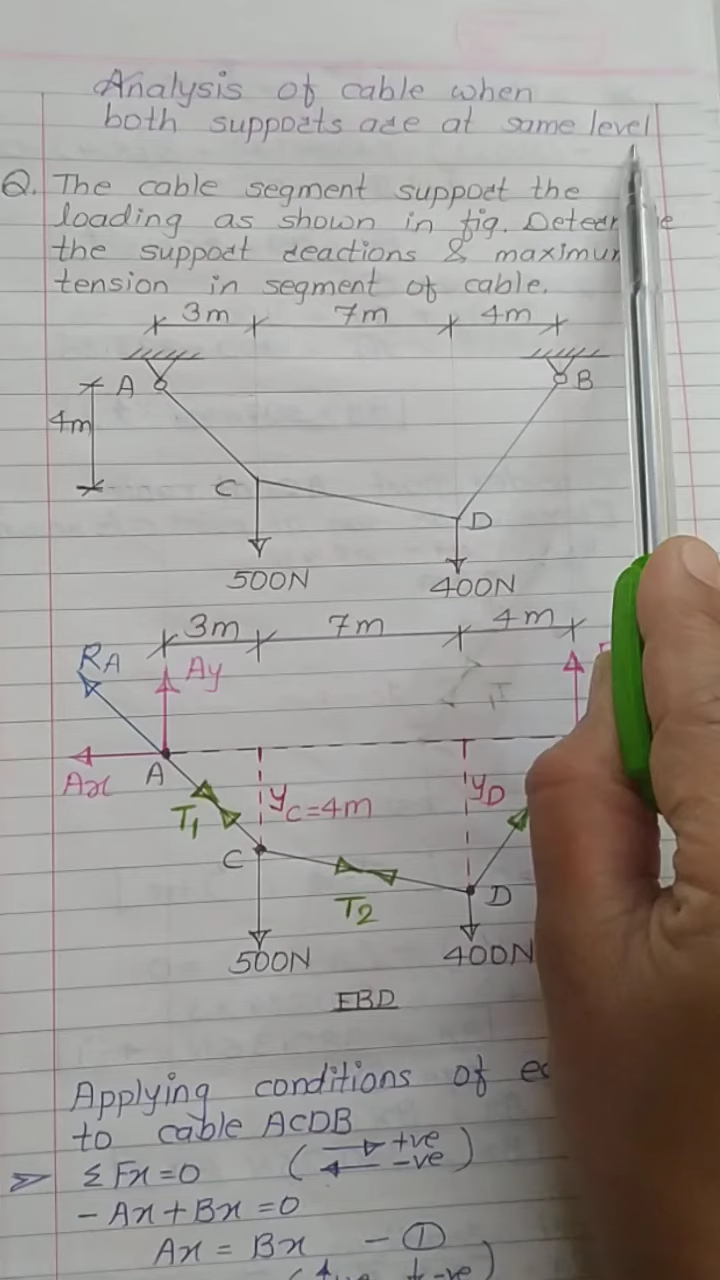 Analysis of cable when
both supports are at same level
Q. The cable segment support the
loading as shown in fig.
the support reactions &
tension in segment of cable.
3m 7m 4m
A B
4m
C D
500N 400N
3m 7m 4m
RA Ay
Ax A
T1 yC=4m yD
C D
T2
500N 400N
FBD
Applying conditions of
to cable ACDB
ΣFx=0 (+ve -ve)
-Ax+Bx=0
Ax = Bx - ①